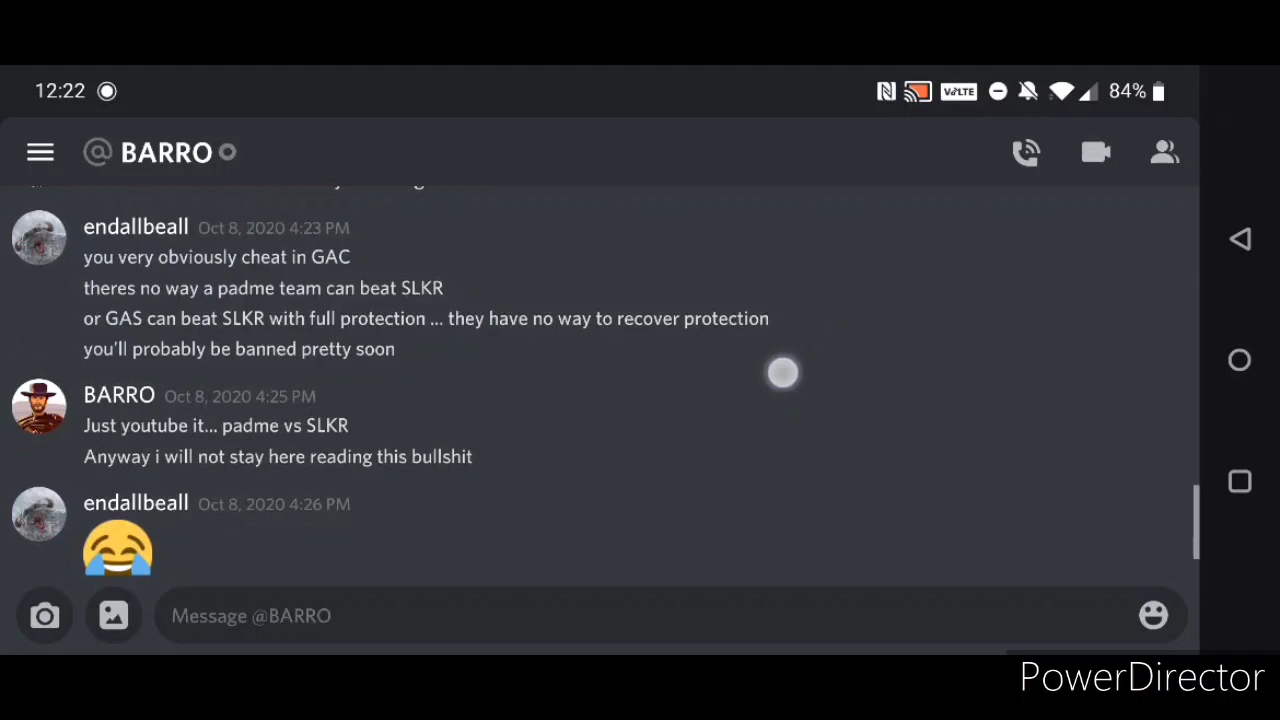 12:22 VoLTE 84%
@ BARRO
endallbeall Oct 8, 2020 4:23 PM
you very obviously cheat in GAC
theres no way a padme team can beat SLKR
or GAS can beat SLKR with full protection ... they have no way to recover protection
you'll probably be banned pretty soon
BARRO Oct 8, 2020 4:25 PM
Just youtube it... padme vs SLKR
Anyway i will not stay here reading this bullshit
endallbeall Oct 8, 2020 4:26 PM
Message @BARRO
PowerDirector